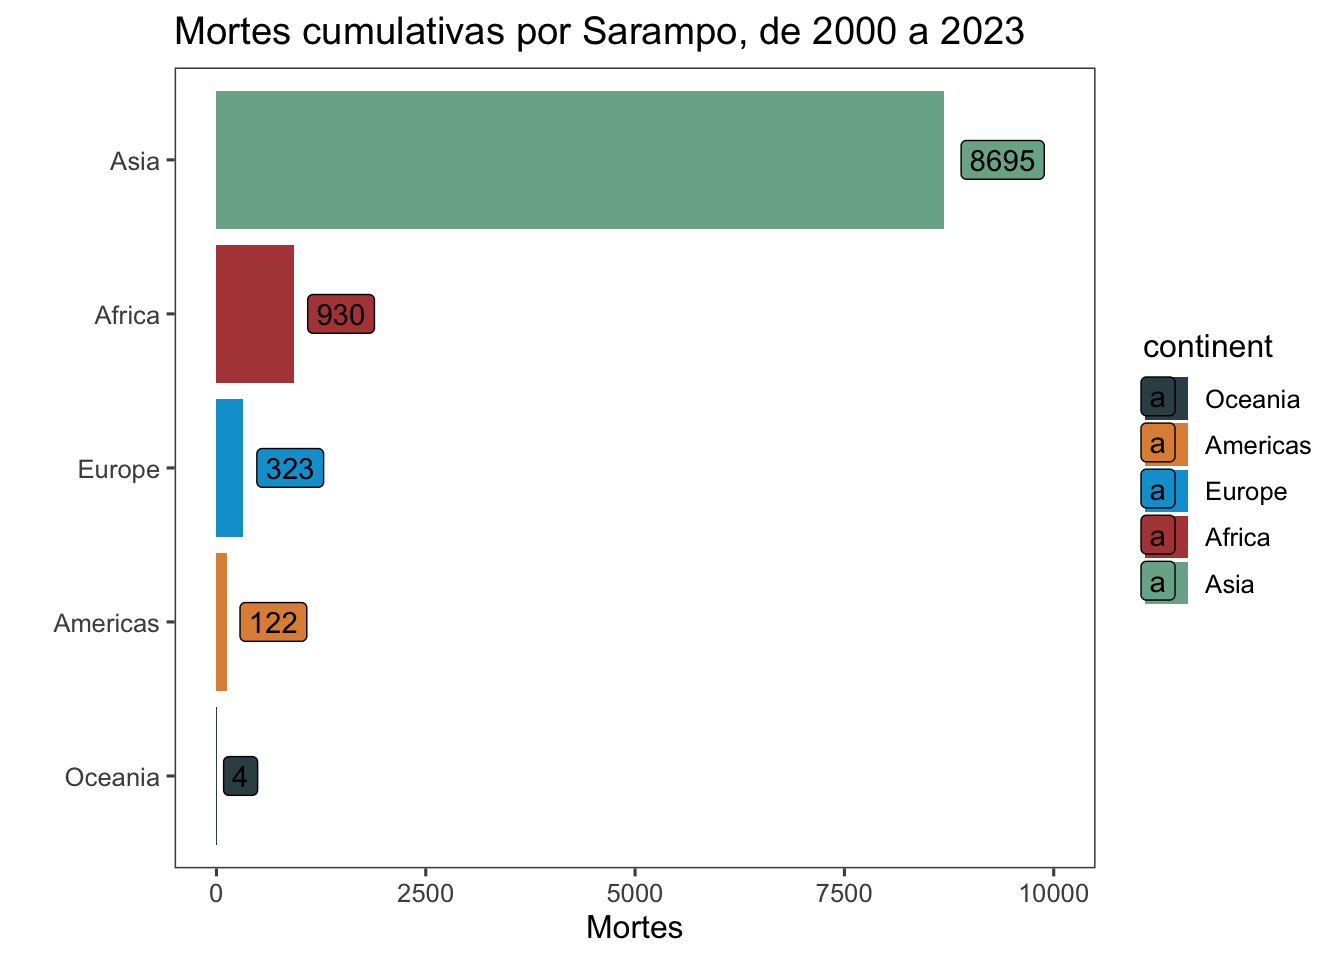 Mortes cumulativas por Sarampo, de 2000 a 2023
Asia
8695
Africa
930
Europe
323
Americas
122
Oceania
4
0 2500 5000 7500 10000
Mortes
continent
a Oceania
a Americas
a Europe
a Africa
a Asia